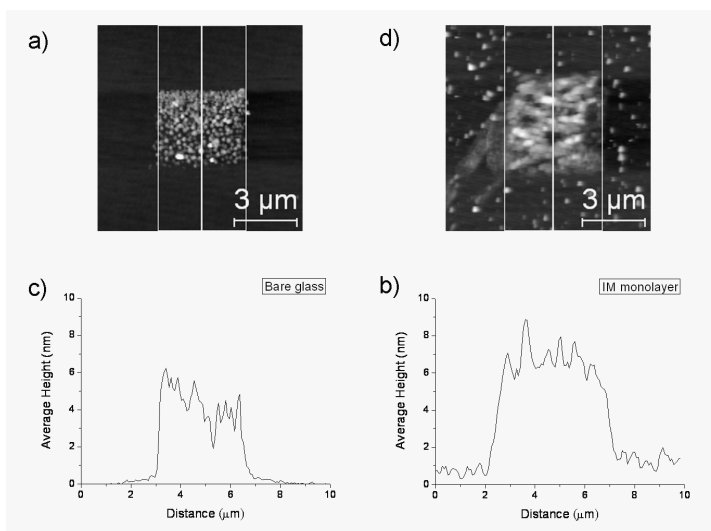 a)
3 µm
d)
3 µm
c)
Bare glass
10
8
6
4
2
0
0 2 4 6 8 10
Average Height (nm)
Distance (µm)
b)
IM monolayer
10
8
6
4
2
0
0 2 4 6 8 10
Average Height (nm)
Distance (µm)